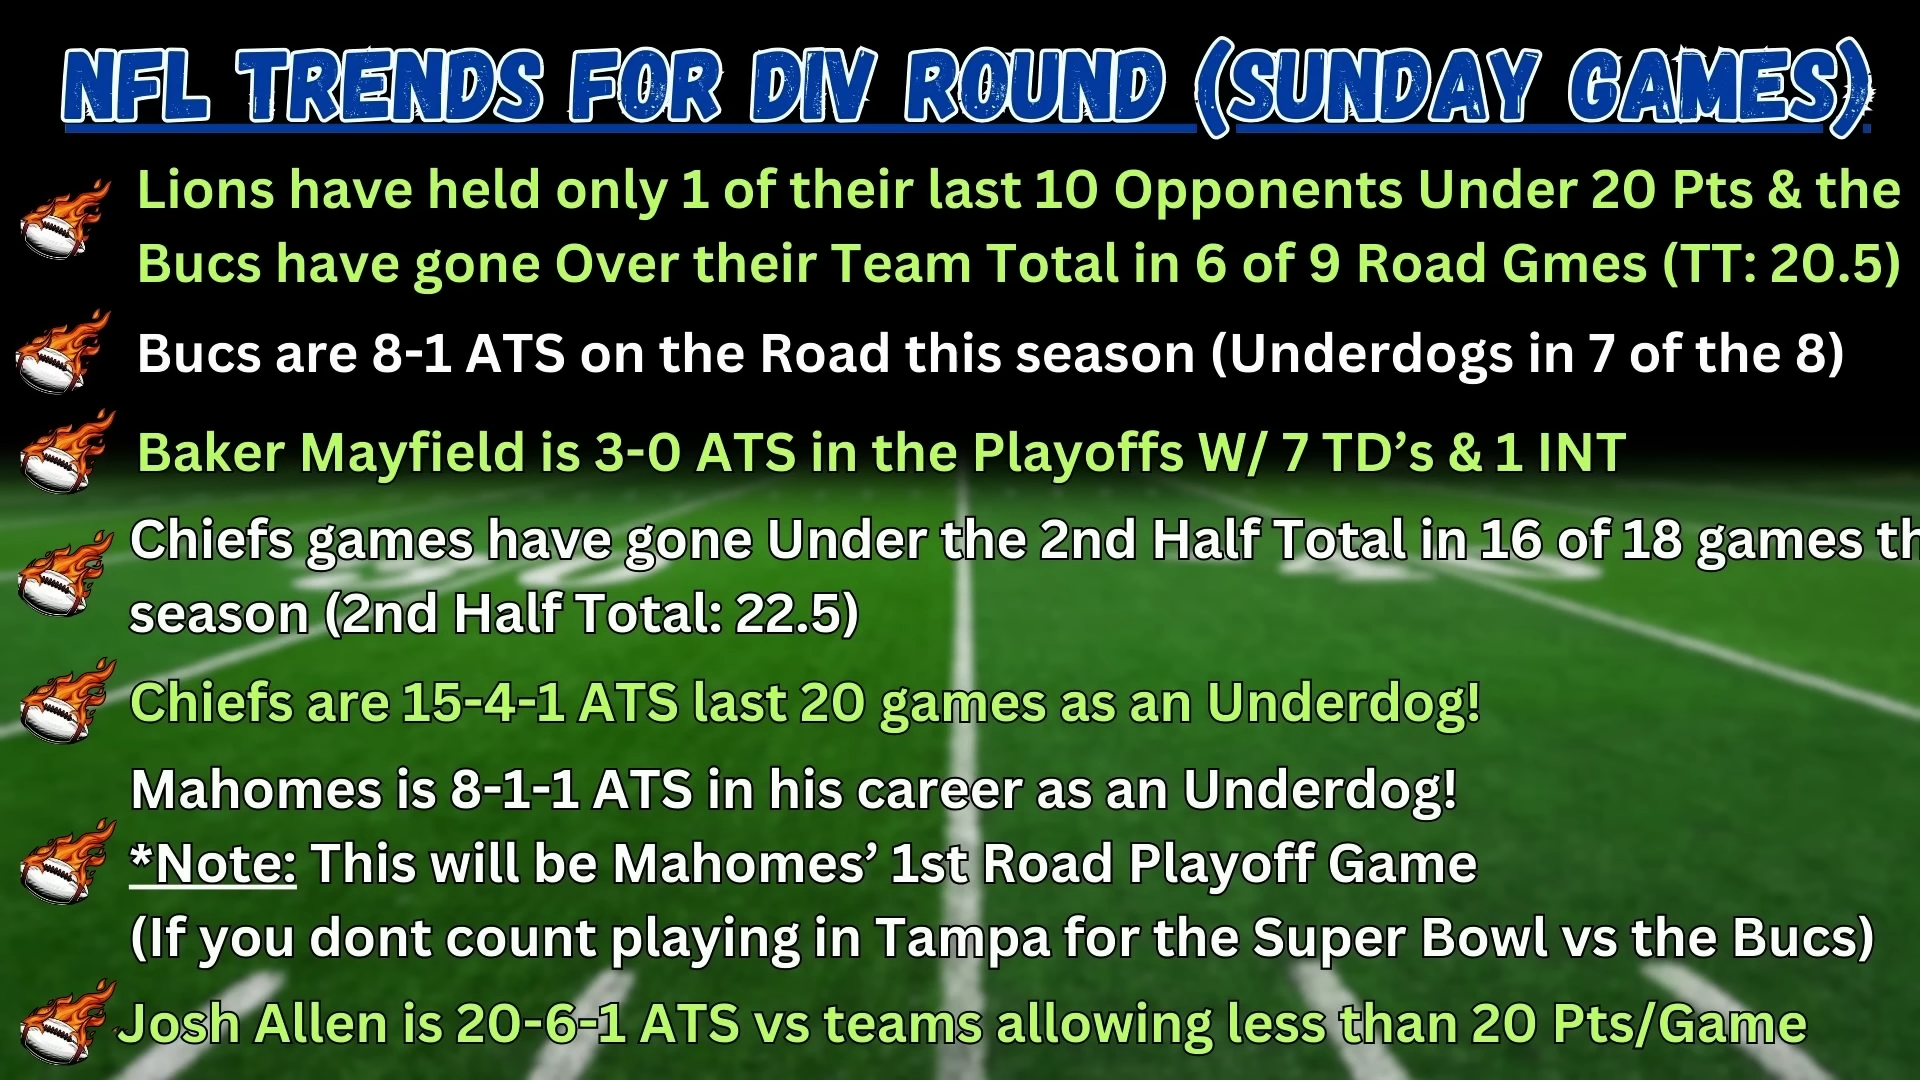 NFL TRENDS FOR DIV ROUND (SUNDAY GAMES)
Lions have held only 1 of their last 10 Opponents Under 20 Pts & the
Bucs have gone Over their Team Total in 6 of 9 Road Gmes (TT: 20.5)
Bucs are 8-1 ATS on the Road this season (Underdogs in 7 of the 8)
Baker Mayfield is 3-0 ATS in the Playoffs W/ 7 TD’s & 1 INT
Chiefs games have gone Under the 2nd Half Total in 16 of 18 games th
season (2nd Half Total: 22.5)
Chiefs are 15-4-1 ATS last 20 games as an Underdog!
Mahomes is 8-1-1 ATS in his career as an Underdog!
*Note: This will be Mahomes’ 1st Road Playoff Game
(If you dont count playing in Tampa for the Super Bowl vs the Bucs)
Josh Allen is 20-6-1 ATS vs teams allowing less than 20 Pts/Game